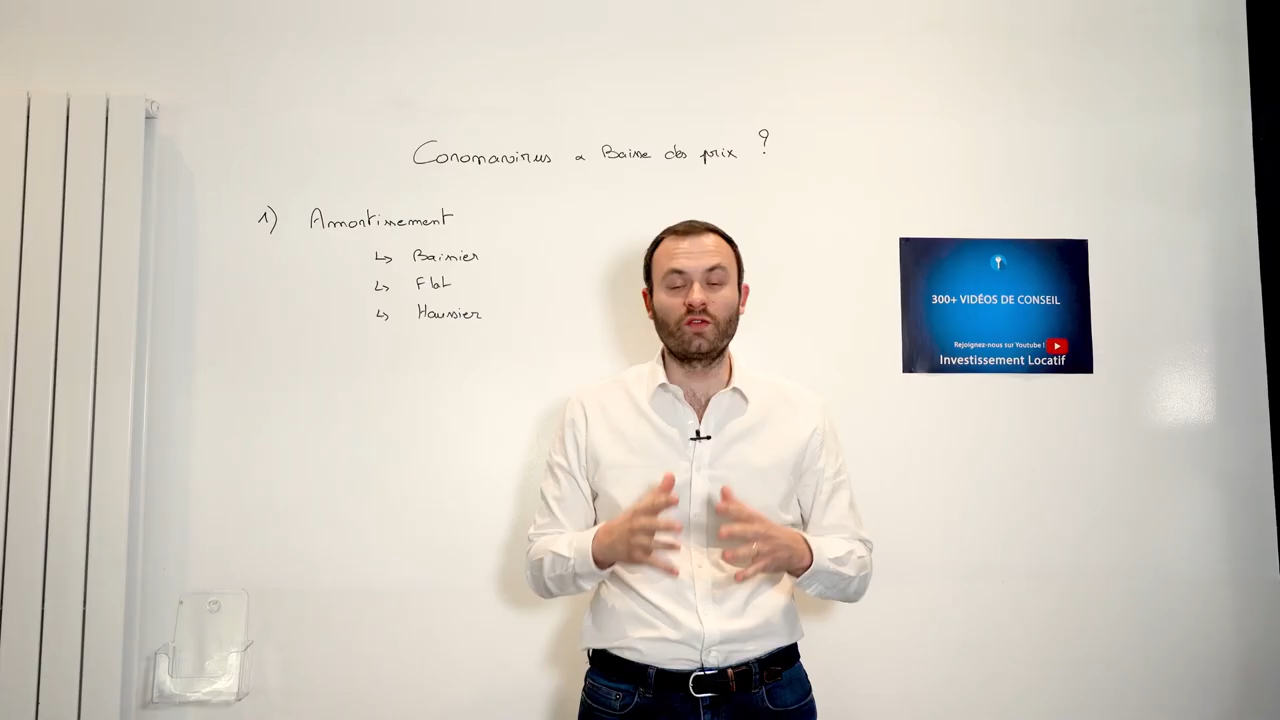 Coronavirus & Baisse des prix ?
1) Amortissement
↳ Baissier
↳ Flat
↳ Haussier
300+ VIDÉOS DE CONSEIL
Rejoignez-nous sur Youtube !
Investissement Locatif